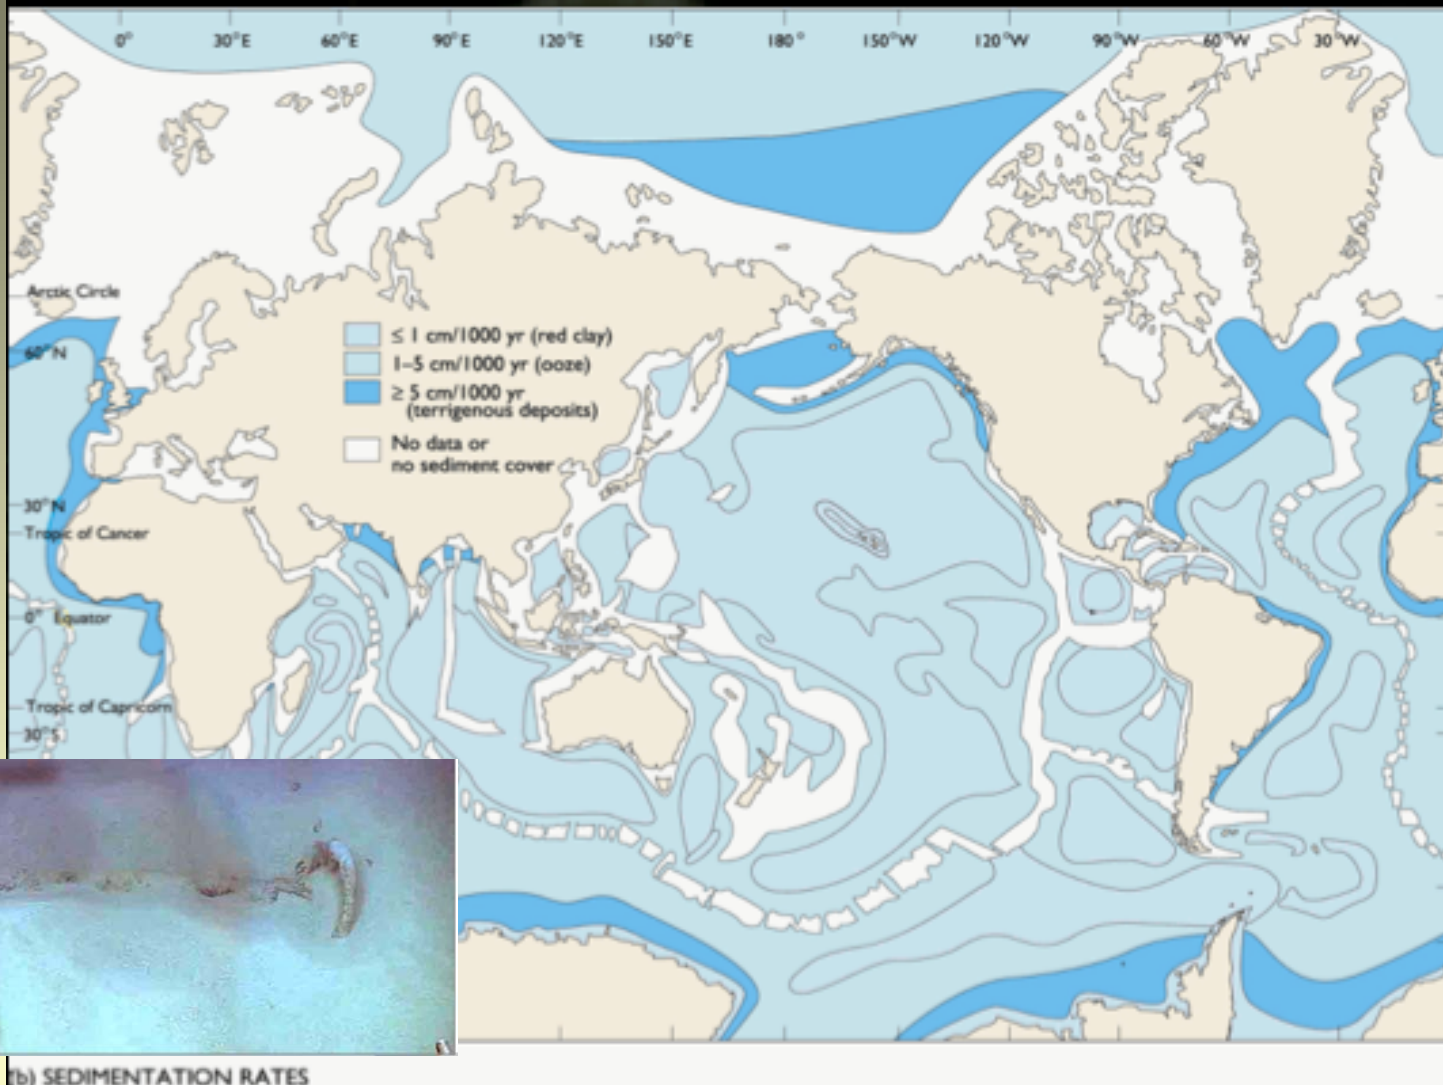 0° 30°E 60°E 90°E 120°E 150°E 180° 150°W 120°W 90°W 60°W 30°W
Arctic Circle
60°N
≤ 1 cm/1000 yr (red clay)
1–5 cm/1000 yr (ooze)
≥ 5 cm/1000 yr
(terrigenous deposits)
No data or
no sediment cover
30°N
Tropic of Cancer
0° Equator
Tropic of Capricorn
30°S
(b) SEDIMENTATION RATES